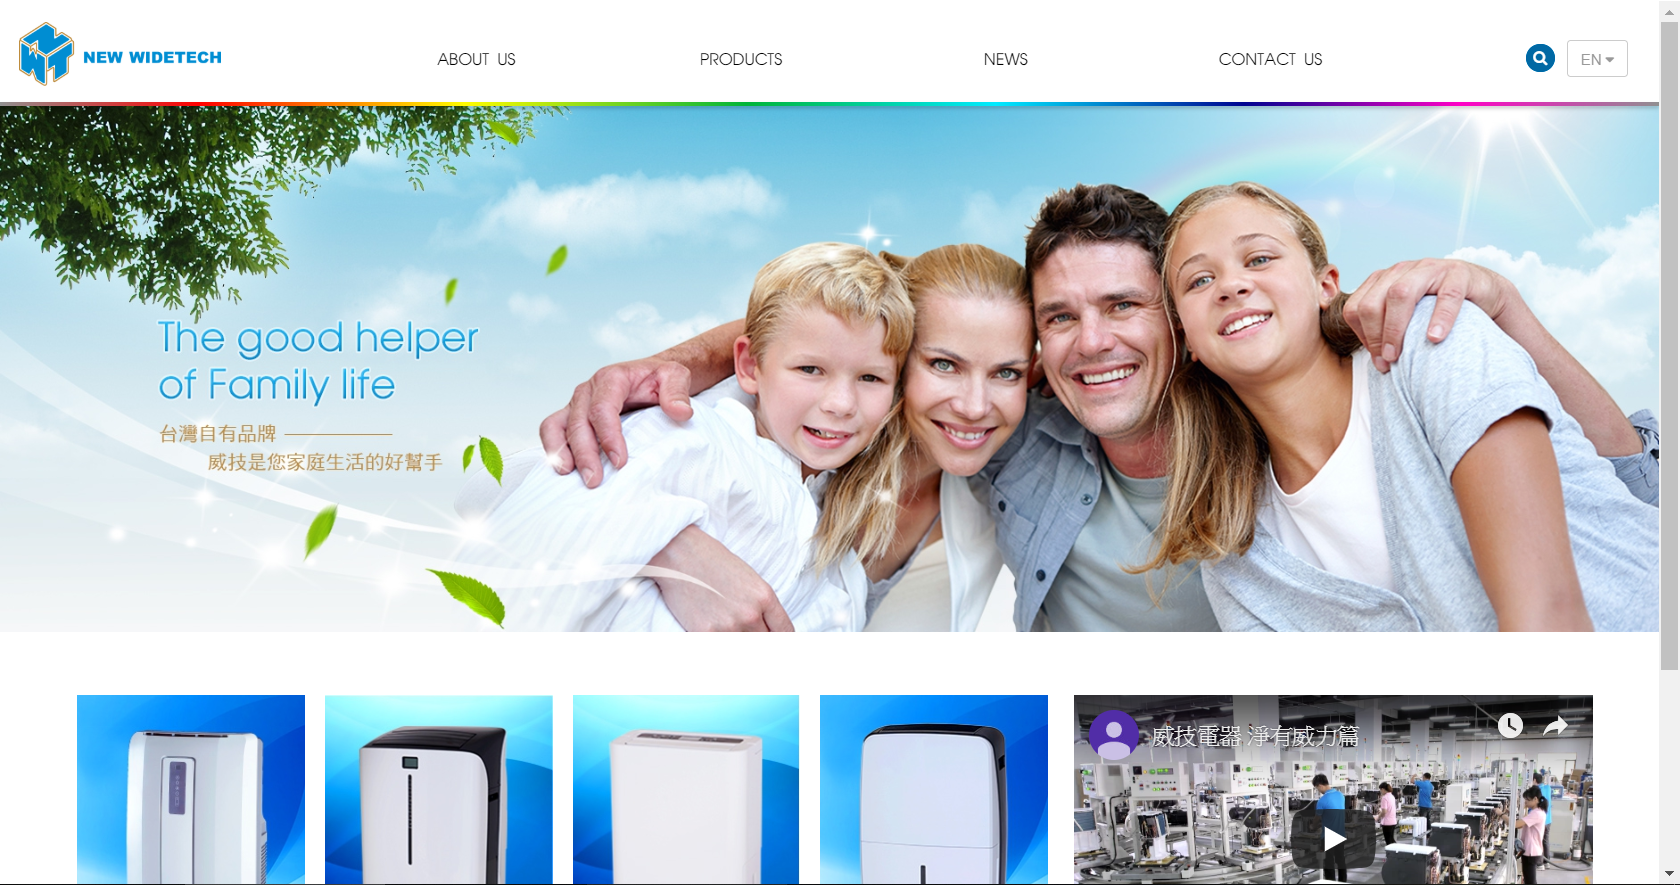 NEW WIDETECH
ABOUT US
PRODUCTS
NEWS
CONTACT US
EN
The good helper
of Family life
台灣自有品牌
威技是您家庭生活的好幫手
威技電器 淨有威力篇